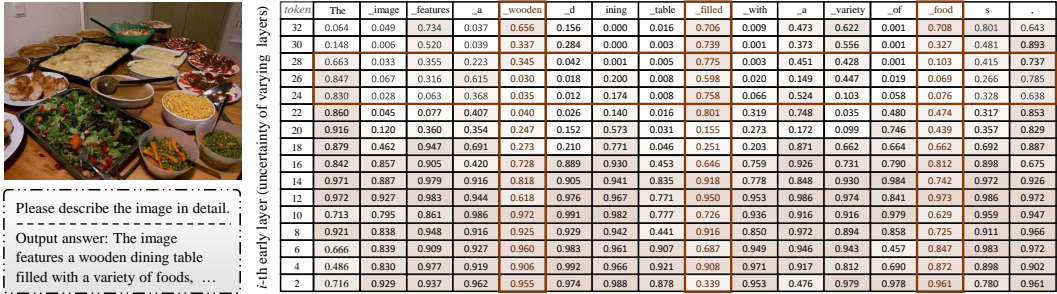 Please describe the image in detail.
Output answer: The image
features a wooden dining table
filled with a variety of foods, …
i-th early layer (uncertainty of varying layers)
token The _image _features _a _wooden _d ining _table _filled _with _a _variety _of _food s ,
32 0.064 0.049 0.734 0.037 0.656 0.156 0.000 0.016 0.706 0.009 0.473 0.622 0.001 0.708 0.801 0.643
30 0.148 0.006 0.520 0.039 0.337 0.284 0.000 0.003 0.739 0.001 0.373 0.556 0.001 0.327 0.481 0.893
28 0.663 0.033 0.355 0.223 0.345 0.042 0.001 0.005 0.775 0.003 0.451 0.428 0.001 0.103 0.415 0.737
26 0.847 0.067 0.316 0.615 0.030 0.018 0.200 0.008 0.598 0.020 0.149 0.447 0.019 0.069 0.266 0.785
24 0.830 0.028 0.063 0.368 0.035 0.012 0.174 0.008 0.758 0.066 0.524 0.103 0.058 0.076 0.328 0.638
22 0.860 0.045 0.077 0.407 0.040 0.026 0.140 0.016 0.801 0.319 0.748 0.035 0.480 0.474 0.317 0.853
20 0.916 0.120 0.360 0.354 0.247 0.152 0.573 0.031 0.155 0.273 0.172 0.099 0.746 0.439 0.357 0.829
18 0.879 0.462 0.947 0.691 0.273 0.210 0.771 0.046 0.251 0.203 0.871 0.662 0.664 0.662 0.692 0.887
16 0.842 0.857 0.905 0.420 0.728 0.889 0.930 0.453 0.646 0.759 0.926 0.731 0.790 0.812 0.898 0.675
14 0.971 0.887 0.979 0.916 0.818 0.905 0.941 0.835 0.918 0.778 0.848 0.930 0.984 0.742 0.972 0.926
12 0.972 0.927 0.983 0.944 0.618 0.976 0.967 0.771 0.950 0.953 0.986 0.974 0.841 0.973 0.986 0.967
10 0.713 0.795 0.861 0.986 0.972 0.991 0.982 0.777 0.726 0.936 0.916 0.916 0.979 0.629 0.959 0.947
8 0.921 0.838 0.948 0.916 0.925 0.929 0.942 0.441 0.916 0.850 0.972 0.894 0.858 0.725 0.911 0.966
6 0.666 0.839 0.909 0.927 0.960 0.983 0.961 0.907 0.687 0.949 0.946 0.943 0.457 0.847 0.983 0.972
4 0.486 0.830 0.977 0.919 0.906 0.992 0.966 0.921 0.908 0.971 0.917 0.812 0.690 0.872 0.898 0.902
2 0.716 0.929 0.937 0.962 0.955 0.974 0.988 0.878 0.339 0.953 0.476 0.979 0.978 0.961 0.780 0.961